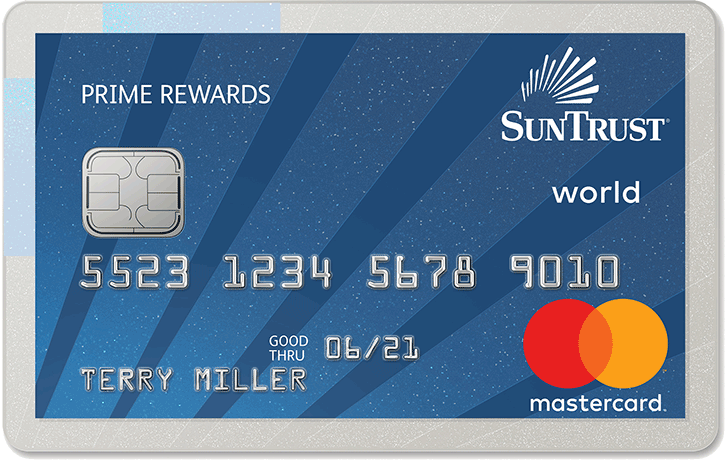 PRIME REWARDS
SUNTRUST
world
5523 1234 5678 9010
GOOD
THRU 06/21
TERRY MILLER
mastercard